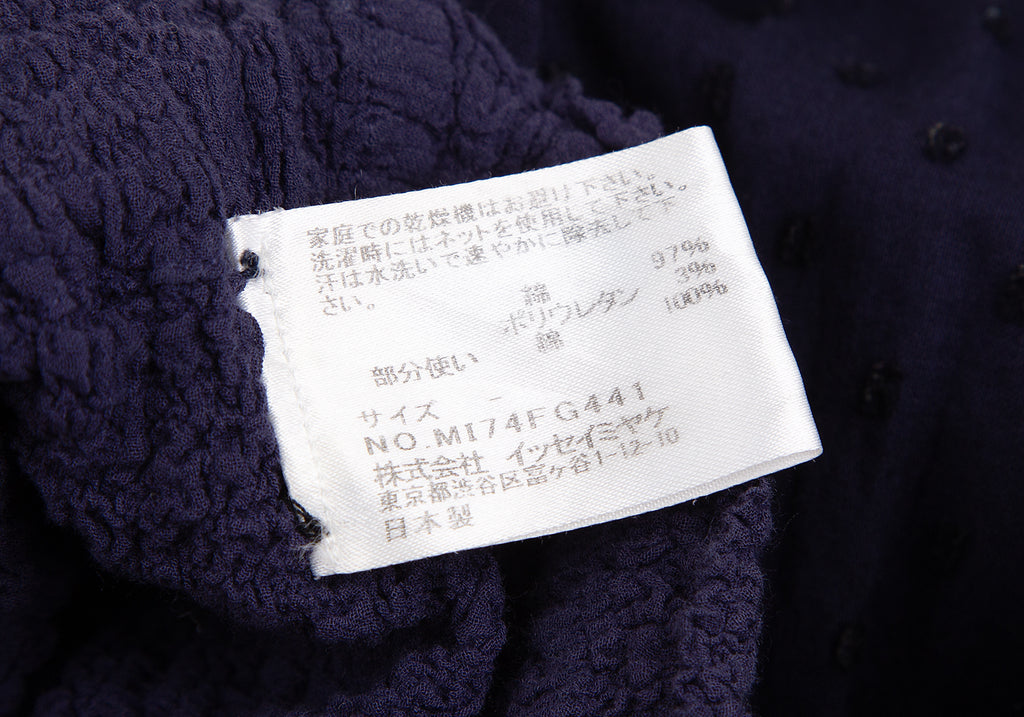 家庭での乾燥機はお避け下さい。
洗濯時にはネットを使用して下さい。
汗は水洗いで速やかに除去して下
さい。
綿 97%
ポリウレタン 3%
部分使い 綿 100%
サイズ -
NO.MI74FG441
株式会社 イッセイミヤケ
東京都渋谷区富ヶ谷1-12-10
日本製